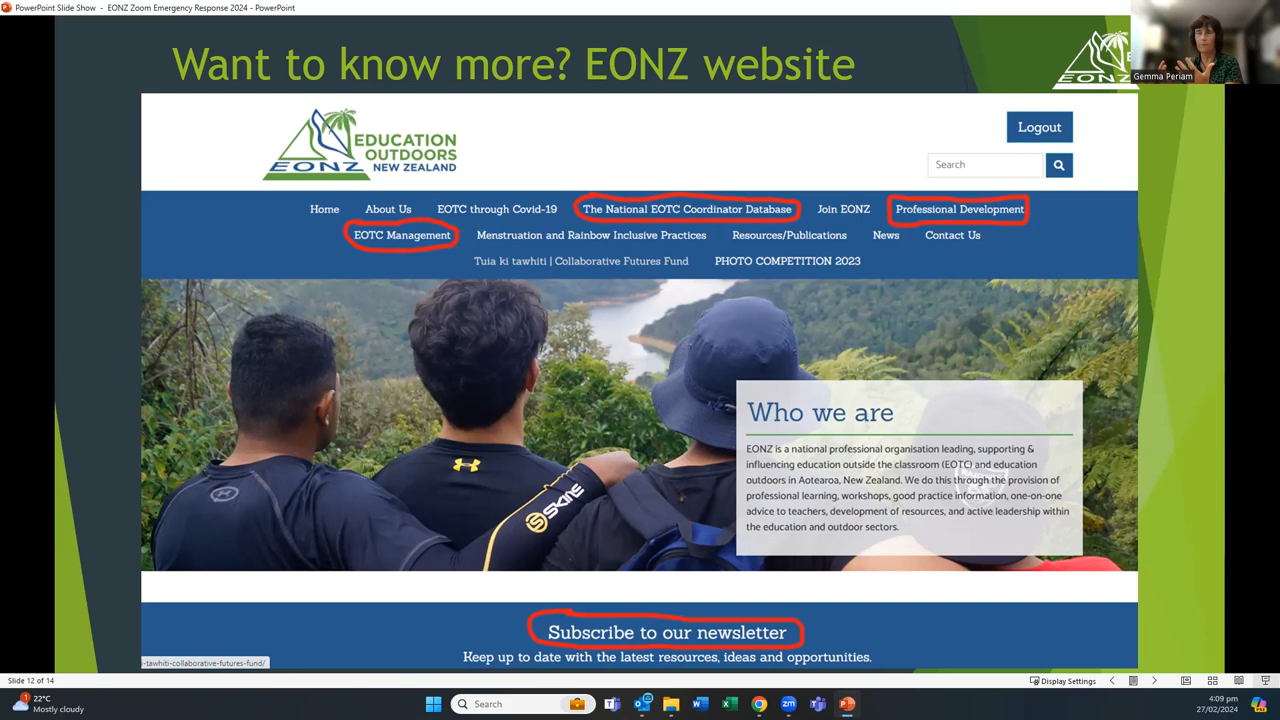 PowerPoint Slide Show - EONZ Zoom Emergency Response 2024 - PowerPoint
Want to know more? EONZ website
EONZ
Gemma Periam
EONZ
EDUCATION
OUTDOORS
NEW ZEALAND
Logout
Search
Home About Us EOTC through Covid-19 The National EOTC Coordinator Database Join EONZ Professional Development
EOTC Management Menstruation and Rainbow Inclusive Practices Resources/Publications News Contact Us
Tuia ki tawhiti | Collaborative Futures Fund PHOTO COMPETITION 2023
SKINS
Who we are
EONZ is a national professional organisation leading, supporting &
influencing education outside the classroom (EOTC) and education
outdoors in Aotearoa, New Zealand. We do this through the provision of
professional learning, workshops, good practice information, one-on-one
advice to teachers, development of resources, and active leadership within
the education and outdoor sectors.
Subscribe to our newsletter
Keep up to date with the latest resources, ideas and opportunities.
-tawhiti-collaborative-futures-fund/
Slide 12 of 14
Display Settings
1
22°C
Mostly cloudy
Search
4:09 pm
27/02/2024